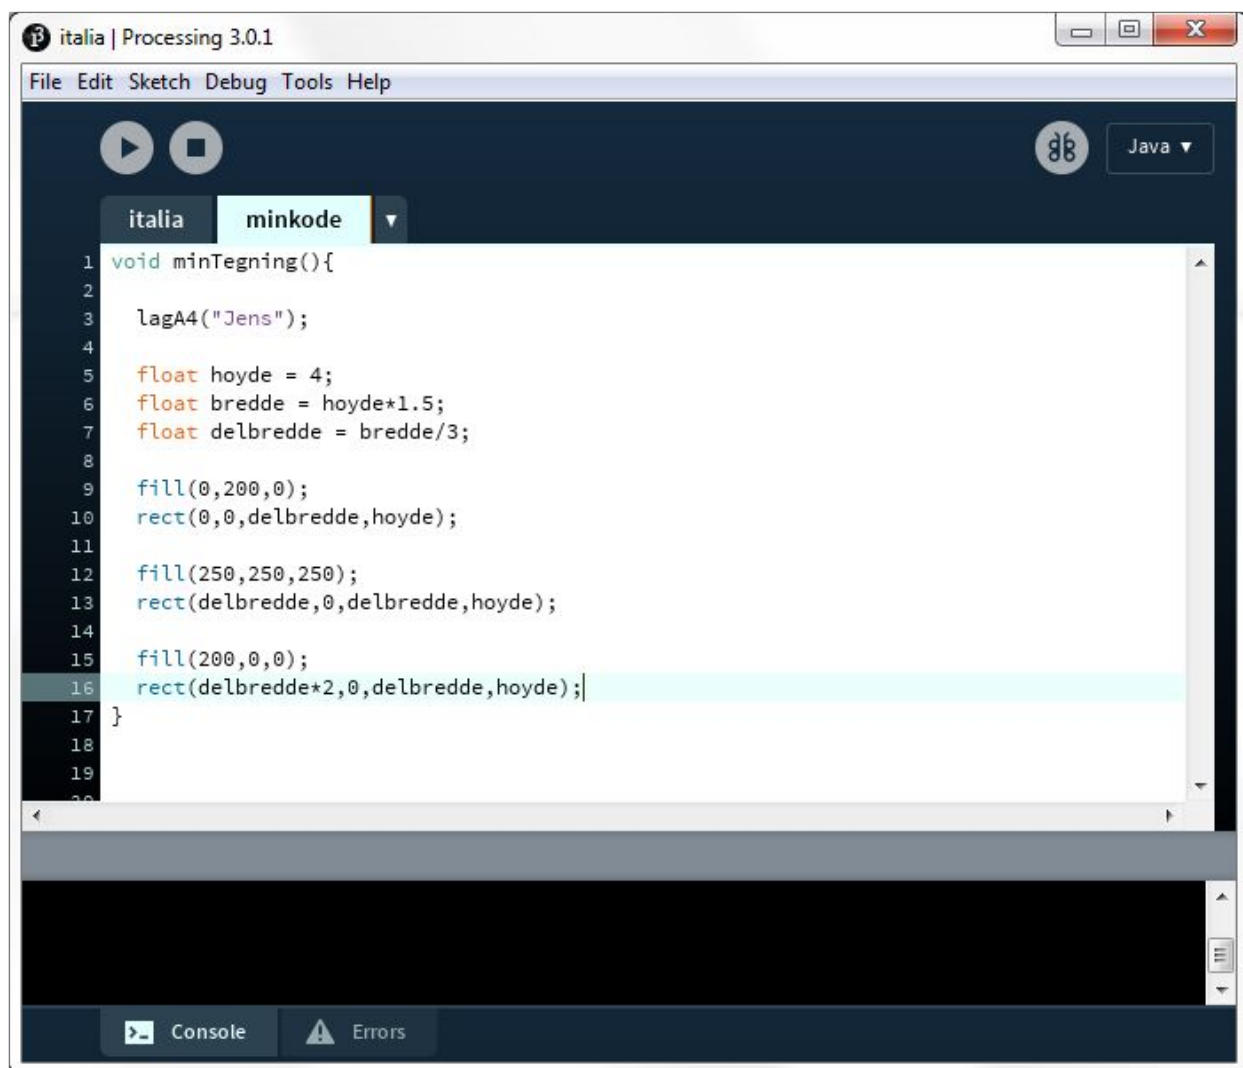 italia | Processing 3.0.1
File Edit Sketch Debug Tools Help
Java ▼
italia minkode ▼
1 void minTegning(){
2
3 lagA4("Jens");
4
5 float hoyde = 4;
6 float bredde = hoyde*1.5;
7 float delbredde = bredde/3;
8
9 fill(0,200,0);
10 rect(0,0,delbredde,hoyde);
11
12 fill(250,250,250);
13 rect(delbredde,0,delbredde,hoyde);
14
15 fill(200,0,0);
16 rect(delbredde*2,0,delbredde,hoyde);
17 }
18
19
Console Errors